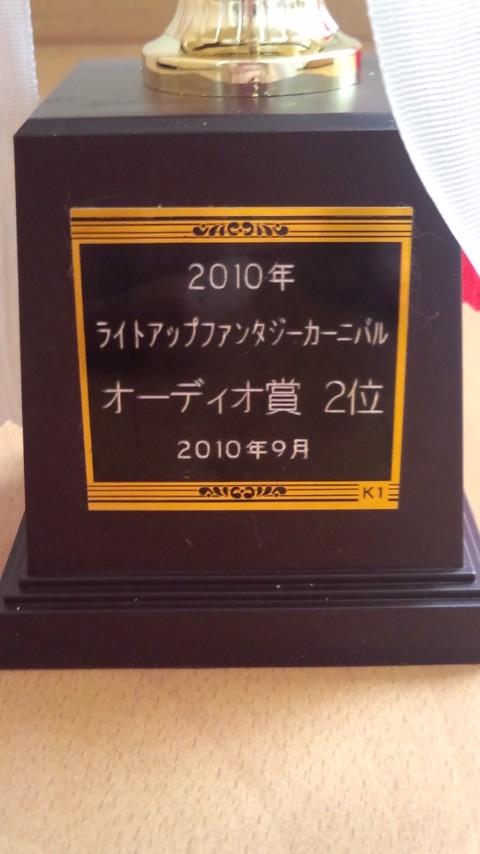 2010年
ライトアップファンタジーカーニバル
オーディオ賞 2位
2010年9月
K1